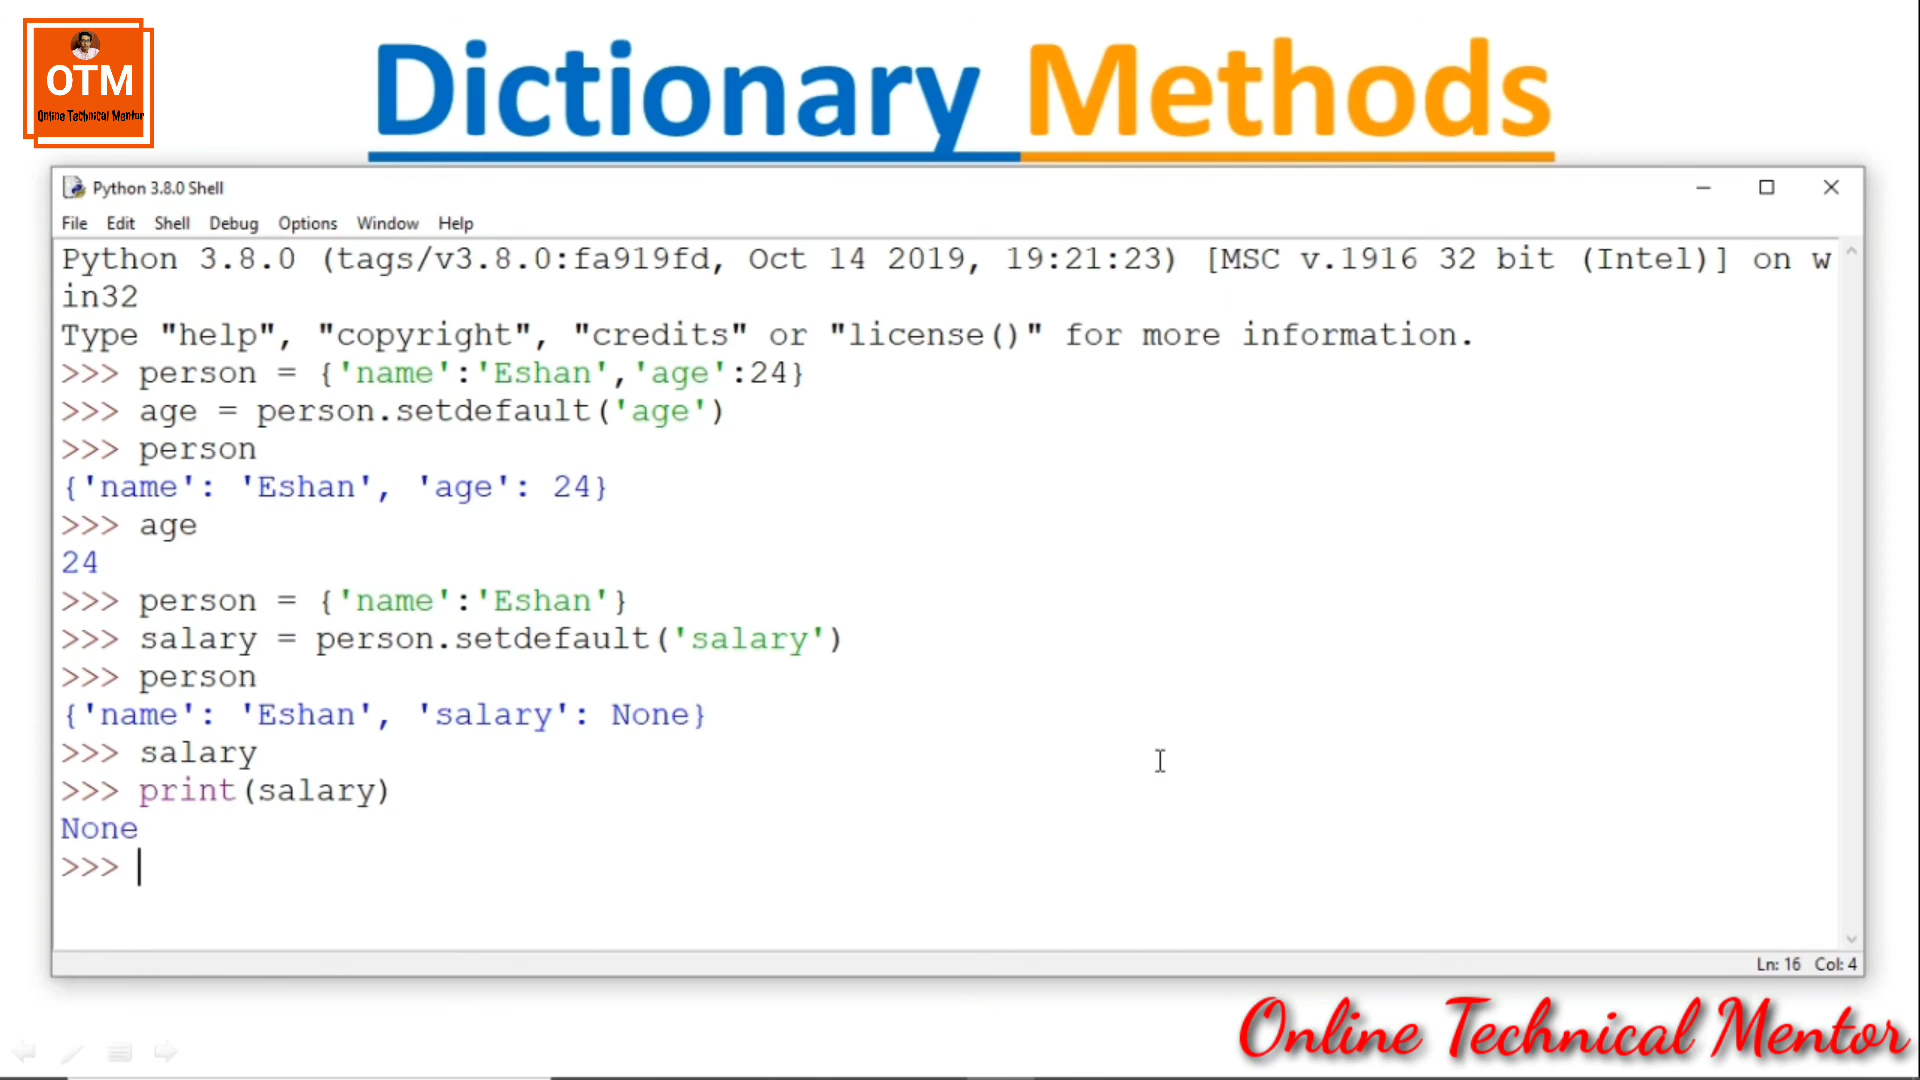 OTM
Online Technical Mentor
Dictionary Methods
Python 3.8.0 Shell
File Edit Shell Debug Options Window Help
Python 3.8.0 (tags/v3.8.0:fa919fd, Oct 14 2019, 19:21:23) [MSC v.1916 32 bit (Intel)] on w
in32
Type "help", "copyright", "credits" or "license()" for more information.
>>> person = {'name':'Eshan','age':24}
>>> age = person.setdefault('age')
>>> person
{'name': 'Eshan', 'age': 24}
>>> age
24
>>> person = {'name':'Eshan'}
>>> salary = person.setdefault('salary')
>>> person
{'name': 'Eshan', 'salary': None}
>>> salary
>>> print(salary)
None
>>>
Ln: 16 Col: 4
Online Technical Mentor